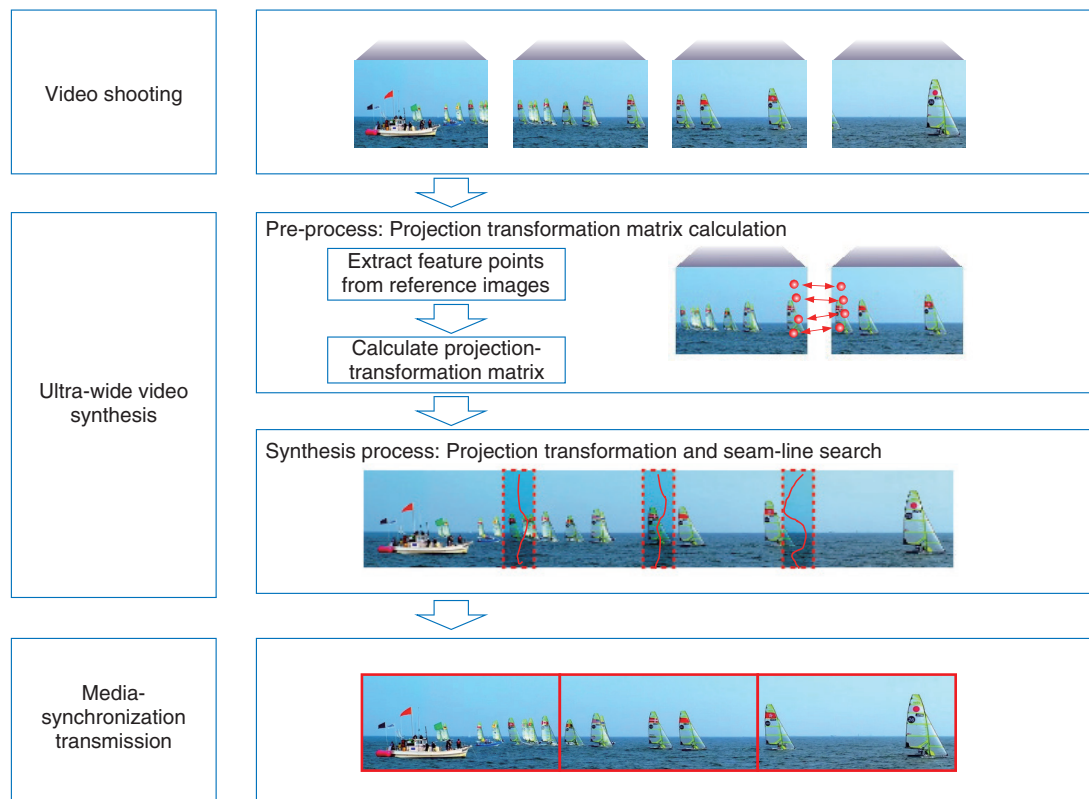 Video shooting
Ultra-wide video
synthesis
Pre-process: Projection transformation matrix calculation
Extract feature points
from reference images
Calculate projection-
transformation matrix
Synthesis process: Projection transformation and seam-line search
Media-
synchronization
transmission